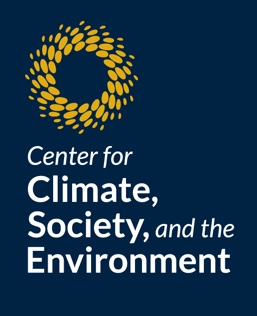 Center for
Climate,
Society, and the
Environment